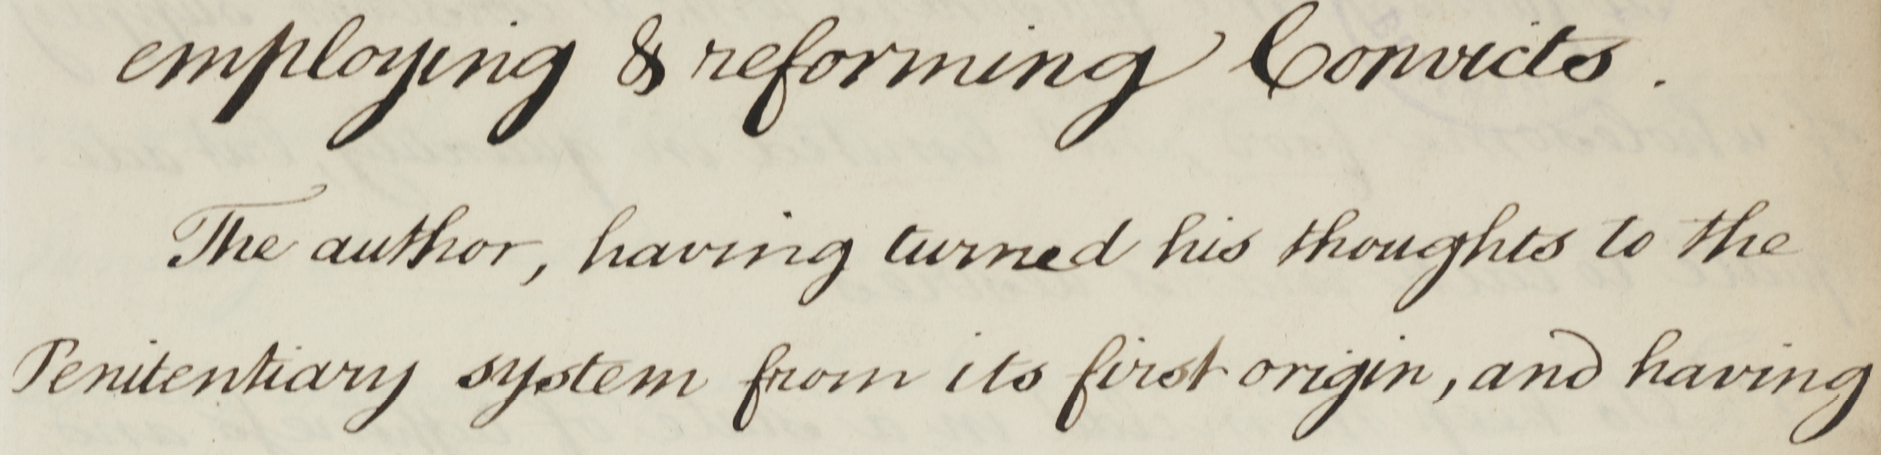 employing & reforming Convicts.
The author, having turned his thoughts to the
Penitentiary system from its first origin, and having